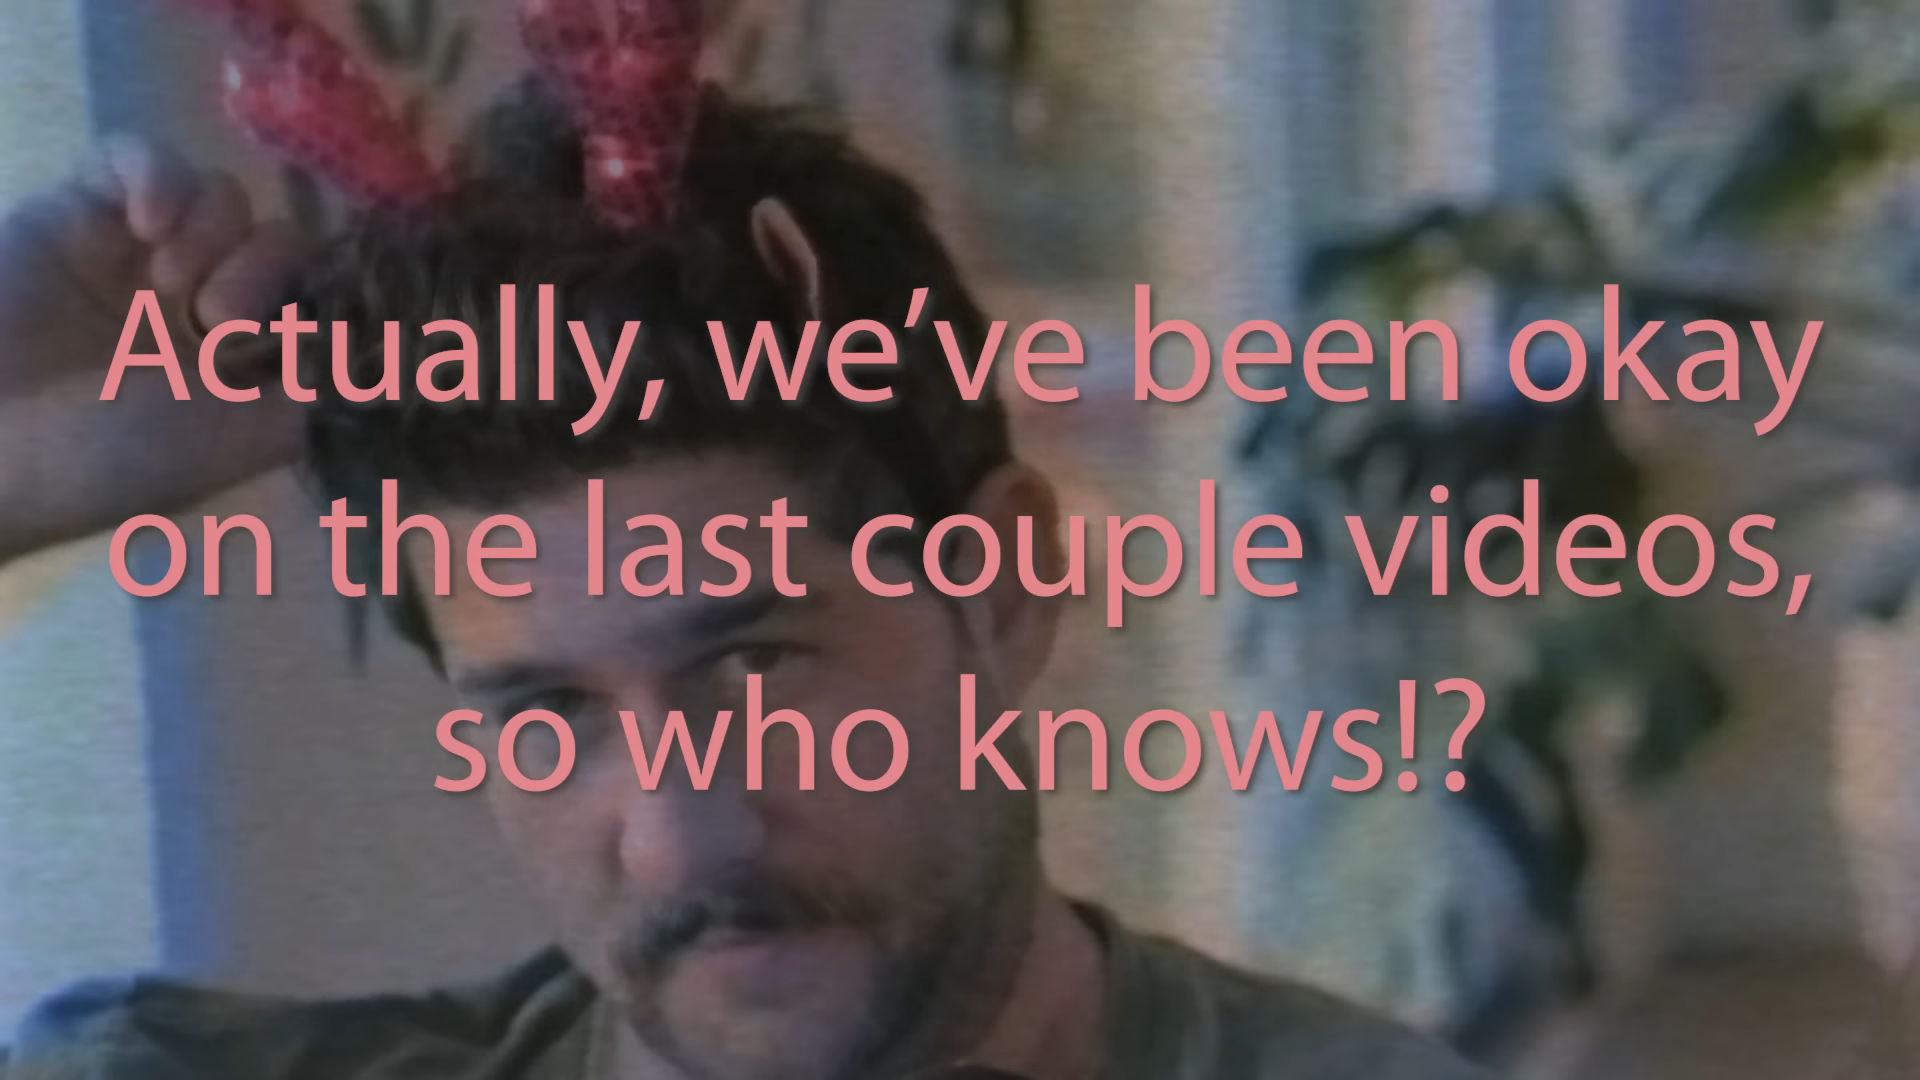 Actually, we’ve been okay
on the last couple videos,
so who knows!?